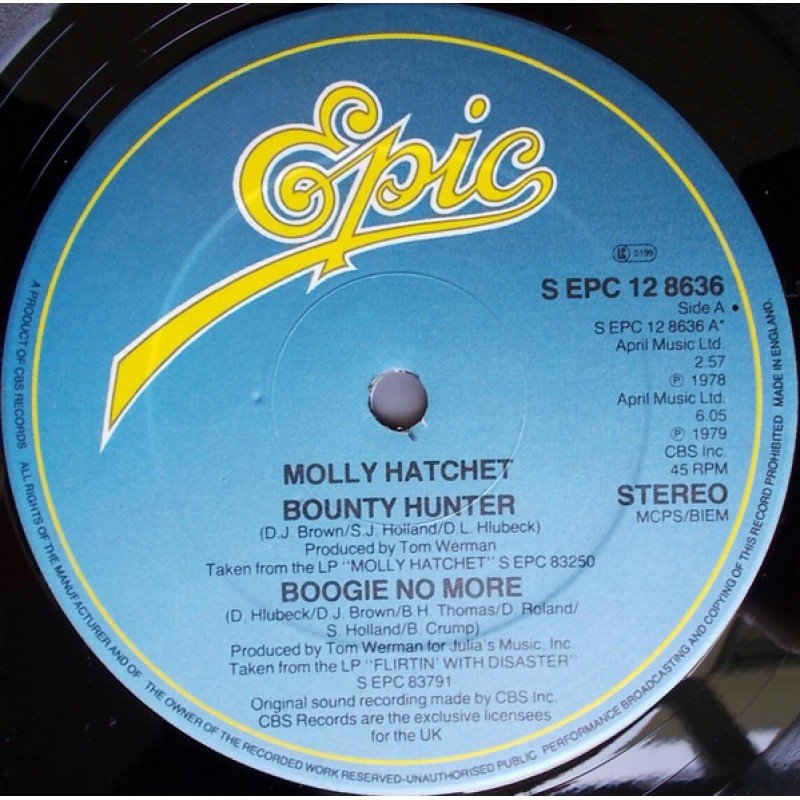 Epic
LC 0199
S EPC 12 8636
Side A •
S EPC 12 8636 A*
April Music Ltd.
2.57
Ⓟ 1978
April Music Ltd.
6.05
Ⓟ 1979
CBS Inc.
45 RPM
STEREO
MCPS/BIEM
MOLLY HATCHET
BOUNTY HUNTER
(D.J. Brown/S.J. Holland/D.L. Hlubeck)
Produced by Tom Werman
Taken from the LP "MOLLY HATCHET" S EPC 83250
BOOGIE NO MORE
(D. Hlubeck/D.J. Brown/B.H. Thomas/D. Roland/
S. Holland/B. Crump)
Produced by Tom Werman for Julia's Music, Inc.
Taken from the LP "FLIRTIN' WITH DISASTER"
S EPC 83791
Original sound recording made by CBS Inc.
CBS Records are the exclusive licensees
for the UK
A PRODUCT OF CBS RECORDS ALL RIGHTS OF THE MANUFACTURER AND OF THE OWNER OF THE RECORDED WORK RESERVED-UNAUTHORISED PUBLIC PERFORMANCE BROADCASTING AND COPYING OF THIS RECORD PROHIBITED MADE IN ENGLAND.